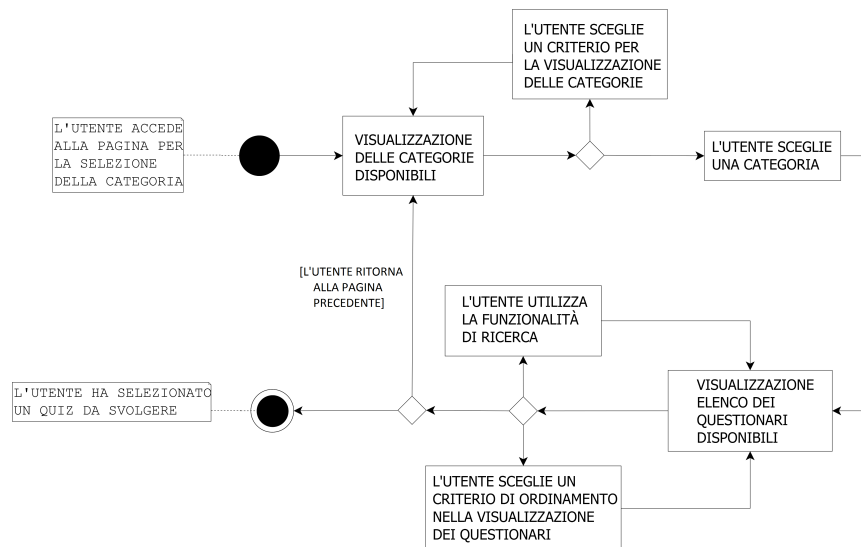 L'UTENTE SCEGLIE
UN CRITERIO PER
LA VISUALIZZAZIONE
DELLE CATEGORIE
L'UTENTE ACCEDE
ALLA PAGINA PER
LA SELEZIONE
DELLA CATEGORIA
VISUALIZZAZIONE
DELLE CATEGORIE
DISPONIBILI
L'UTENTE SCEGLIE
UNA CATEGORIA
[L'UTENTE RITORNA
ALLA PAGINA
PRECEDENTE]
L'UTENTE UTILIZZA
LA FUNZIONALITÀ
DI RICERCA
L'UTENTE HA SELEZIONATO
UN QUIZ DA SVOLGERE
VISUALIZZAZIONE
ELENCO DEI
QUESTIONARI
DISPONIBILI
L'UTENTE SCEGLIE UN
CRITERIO DI ORDINAMENTO
NELLA VISUALIZZAZIONE
DEI QUESTIONARI